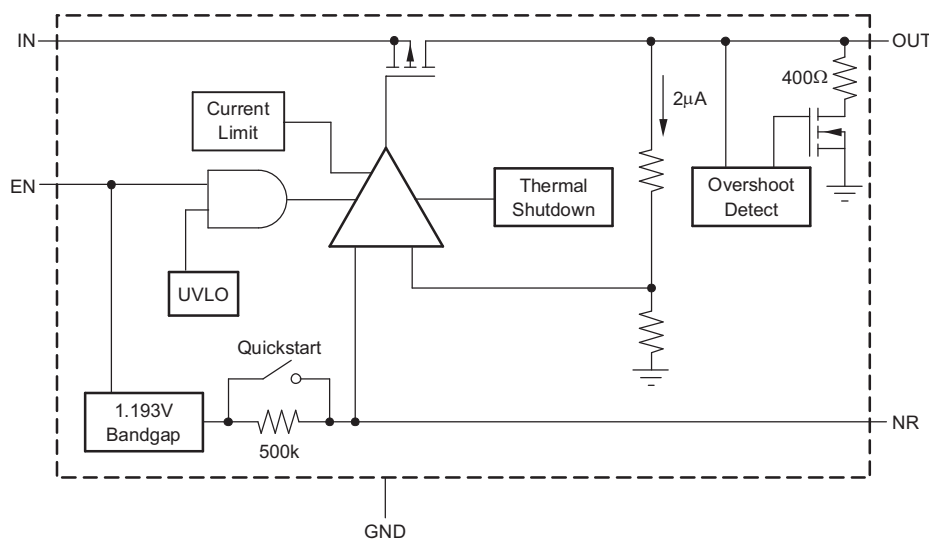 IN
OUT
400Ω
2μA
Current
Limit
EN
Thermal
Shutdown
Overshoot
Detect
UVLO
Quickstart
1.193V
Bandgap
500k
NR
GND